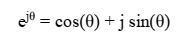 e^jθ = cos(θ) + j sin(θ)